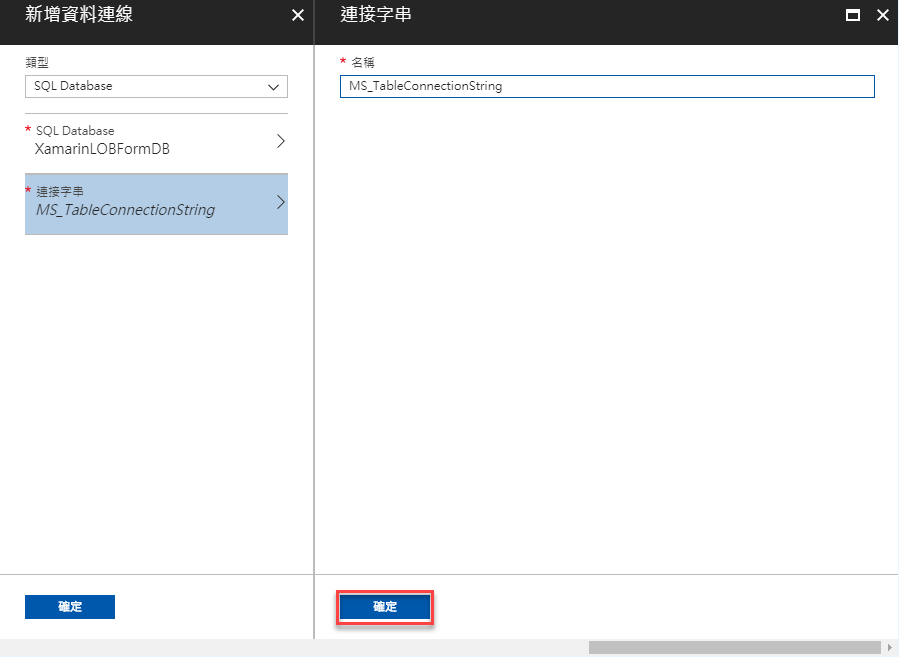 新增資料連線
類型
SQL Database
* SQL Database
XamarinLOBFormDB
* 連接字串
MS_TableConnectionString
確定
連接字串
* 名稱
MS_TableConnectionString
確定